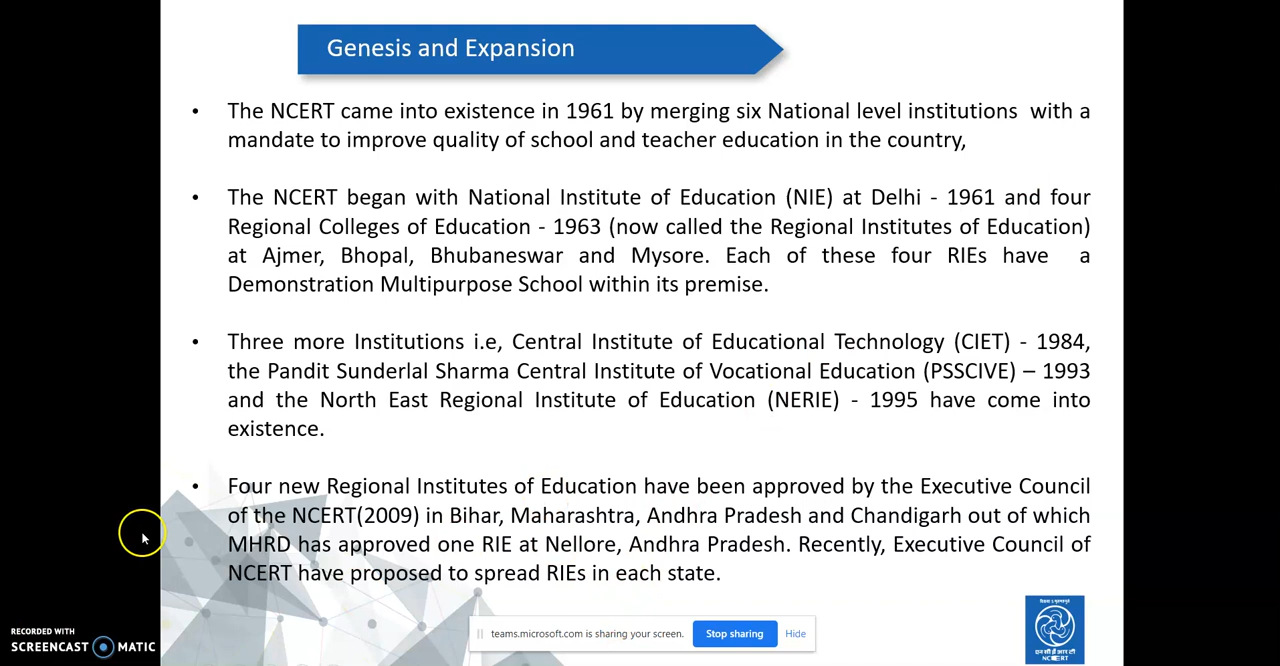 Genesis and Expansion
• The NCERT came into existence in 1961 by merging six National level institutions with a
mandate to improve quality of school and teacher education in the country,
• The NCERT began with National Institute of Education (NIE) at Delhi - 1961 and four
Regional Colleges of Education - 1963 (now called the Regional Institutes of Education)
at Ajmer, Bhopal, Bhubaneswar and Mysore. Each of these four RIEs have a
Demonstration Multipurpose School within its premise.
• Three more Institutions i.e, Central Institute of Educational Technology (CIET) - 1984,
the Pandit Sunderlal Sharma Central Institute of Vocational Education (PSSCIVE) – 1993
and the North East Regional Institute of Education (NERIE) - 1995 have come into
existence.
• Four new Regional Institutes of Education have been approved by the Executive Council
of the NCERT(2009) in Bihar, Maharashtra, Andhra Pradesh and Chandigarh out of which
MHRD has approved one RIE at Nellore, Andhra Pradesh. Recently, Executive Council of
NCERT have proposed to spread RIEs in each state.
teams.microsoft.com is sharing your screen. Stop sharing Hide
RECORDED WITH
SCREENCAST MATIC
एन सी ई आर टी
NCERT